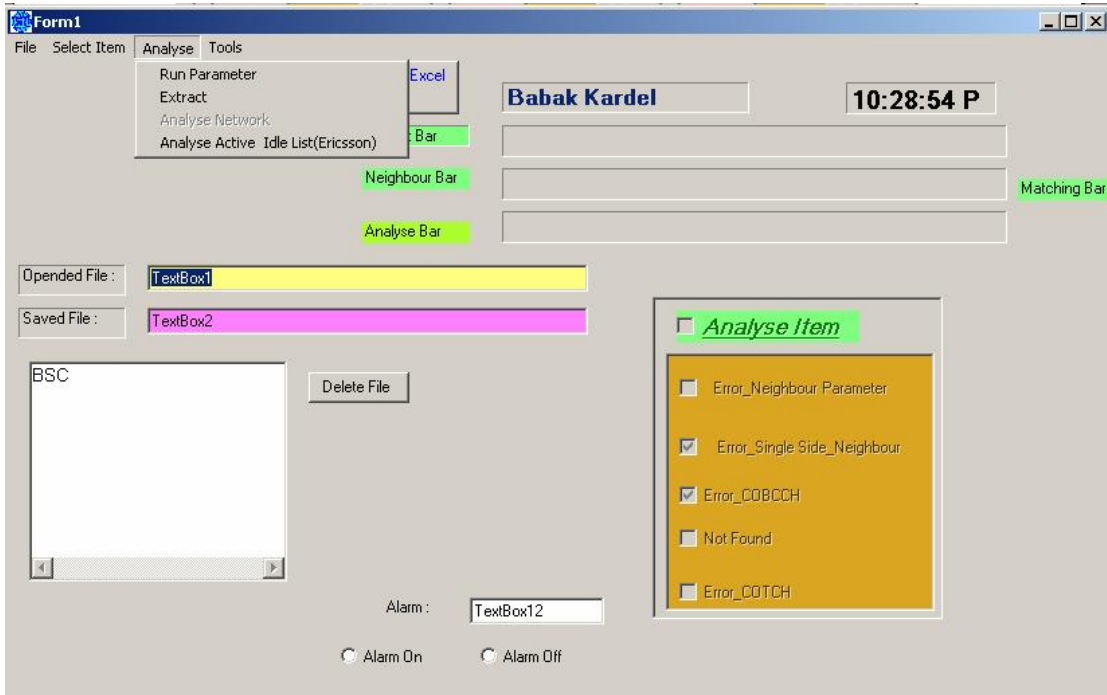 Form1
File Select Item Analyse Tools
Run Parameter
Extract
Analyse Network
Analyse Active Idle List(Ericsson)
Excel
Babak Kardel
10:28:54 P
Bar
Neighbour Bar
Matching Bar
Analyse Bar
Opended File :
TextBox1
Saved File :
TextBox2
BSC
Delete File
Analyse Item
Error_Neighbour Parameter
Error_Single Side_Neighbour
Error_COBCCH
Not Found
Error_COTCH
Alarm :
TextBox12
Alarm On
Alarm Off